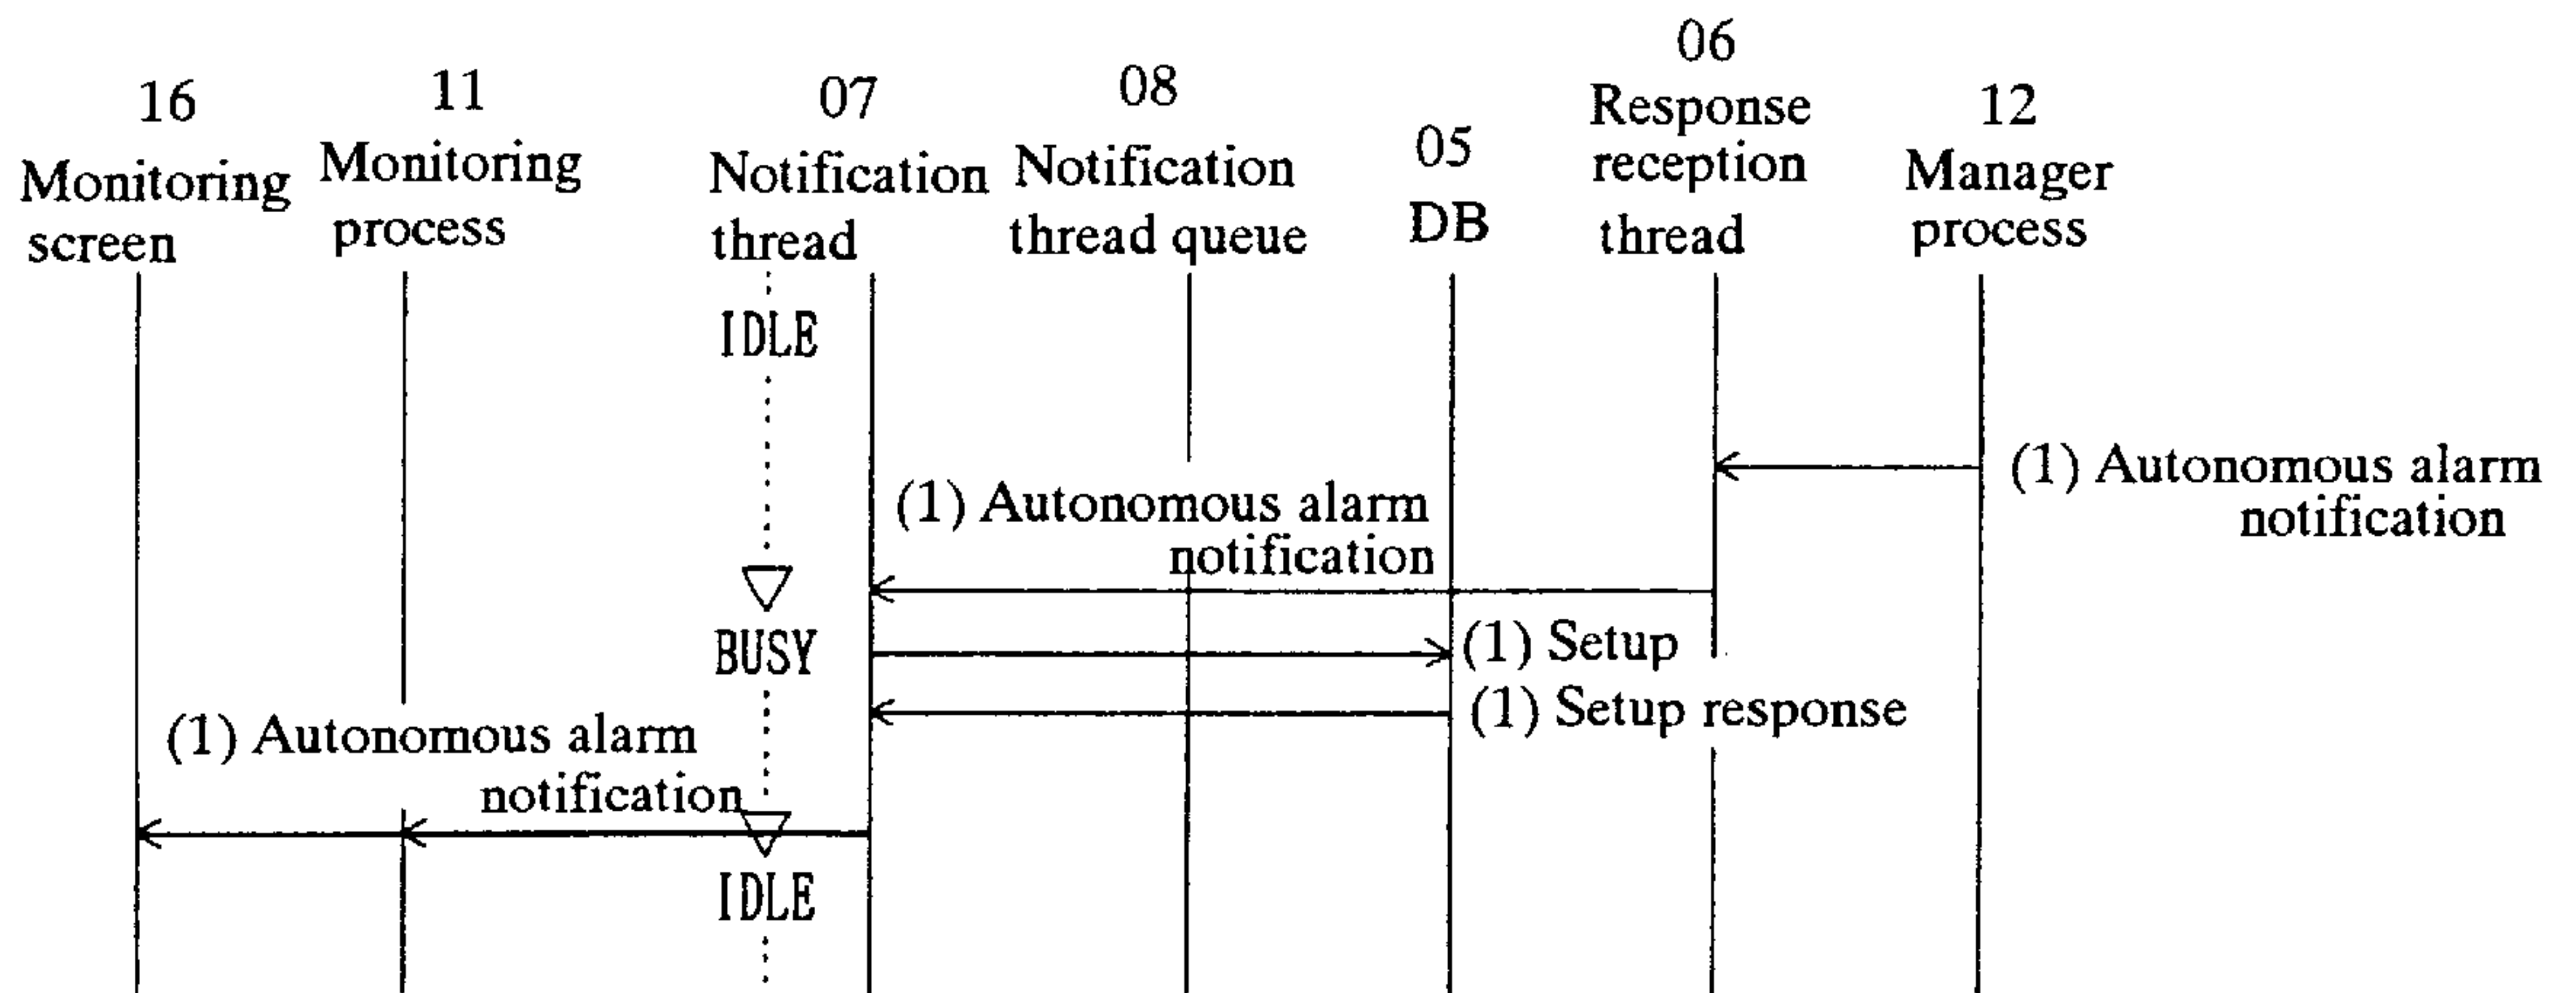 16
Monitoring
screen
11
Monitoring
process
07
Notification
thread
08
Notification
thread queue
05
DB
06
Response
reception
thread
12
Manager
process
IDLE
(1) Autonomous alarm
notification
(1) Autonomous alarm
notification
BUSY
(1) Setup
(1) Setup response
(1) Autonomous alarm
notification
IDLE